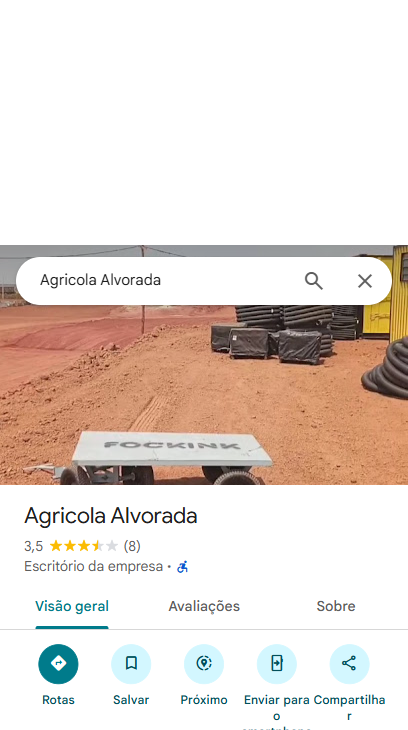 Agricola Alvorada
FOCKINK
Agricola Alvorada
3,5 (8)
Escritório da empresa ·
Visão geral Avaliações Sobre
Rotas Salvar Próximo Enviar para o smartphone Compartilhar